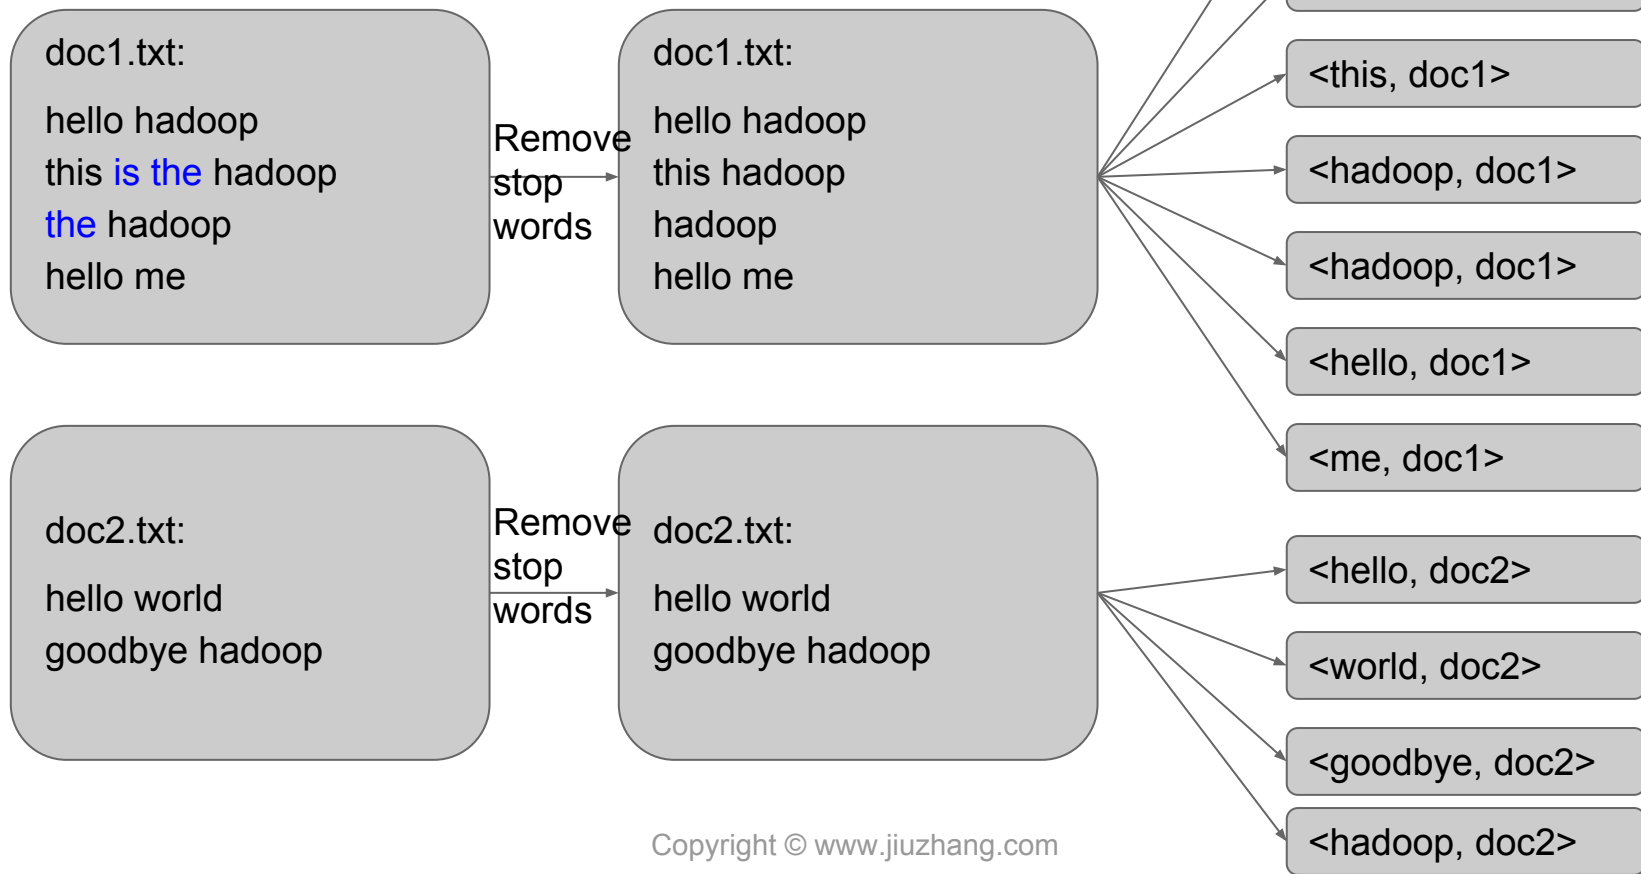 doc1.txt:
hello hadoop
this is the hadoop
the hadoop
hello me
Remove
stop
words
doc1.txt:
hello hadoop
this hadoop
hadoop
hello me
<this, doc1>
<hadoop, doc1>
<hadoop, doc1>
<hello, doc1>
<me, doc1>
doc2.txt:
hello world
goodbye hadoop
Remove
stop
words
doc2.txt:
hello world
goodbye hadoop
<hello, doc2>
<world, doc2>
<goodbye, doc2>
<hadoop, doc2>
Copyright © www.jiuzhang.com